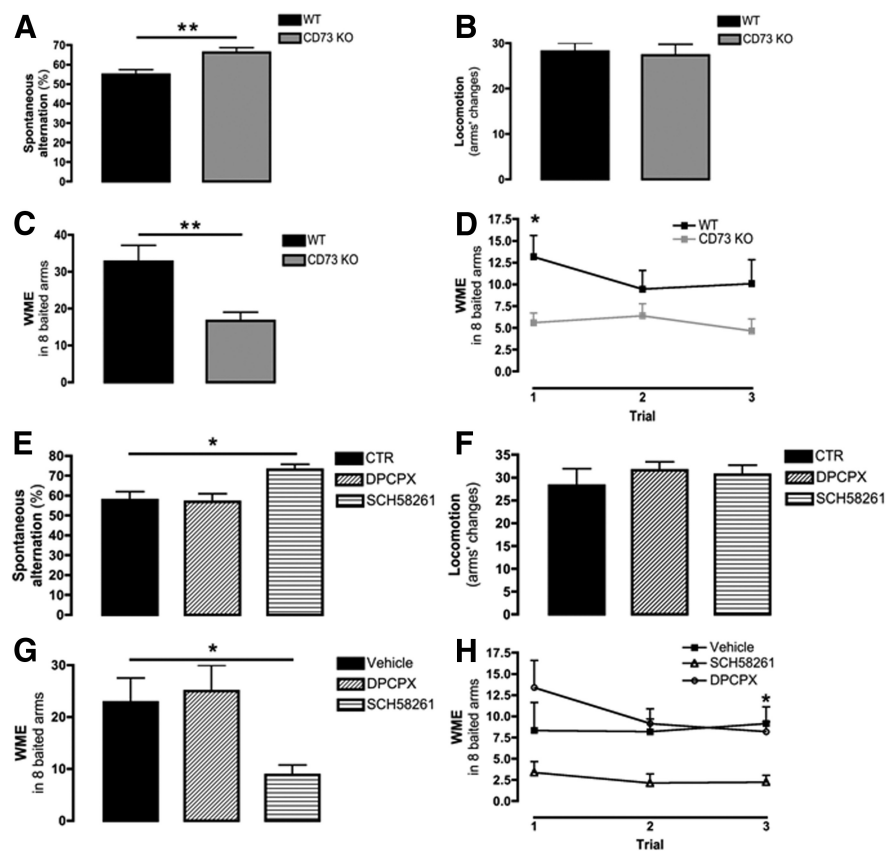 A
**
WT
CD73 KO
Spontaneous
alternation (%)
70
60
50
40
30
20
10
0
B
WT
CD73 KO
Locomotion
(arms' changes)
30
20
10
0
C
**
WT
CD73 KO
WME
in 8 baited arms
40
30
20
10
0
D
*
WT
CD73 KO
WME
in 8 baited arms
17.5
15.0
12.5
10.0
7.5
5.0
2.5
0.0
1 2 3
Trial
E
*
CTR
DPCPX
SCH58261
Spontaneous
alternation (%)
80
70
60
50
40
30
20
10
0
F
CTR
DPCPX
SCH58261
Locomotion
(arms' changes)
35
30
25
20
15
10
5
0
G
*
Vehicle
DPCPX
SCH58261
WME
in 8 baited arms
30
20
10
0
H
Vehicle
SCH58261
DPCPX
*
WME
in 8 baited arms
17.5
15.0
12.5
10.0
7.5
5.0
2.5
0.0
1 2 3
Trial